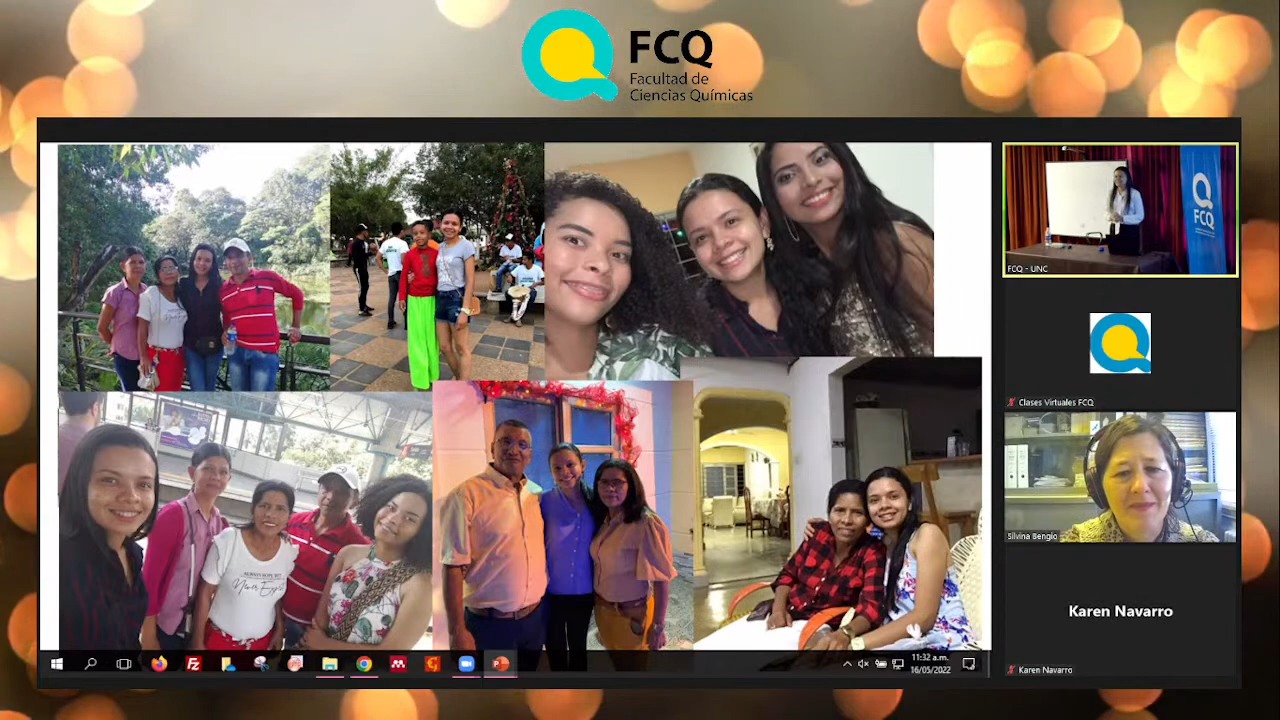 FCQ
Facultad de
Ciencias Químicas
FCQ
FCQ - UNC
Clases Virtuales FCQ
Silvina Bengio
Karen Navarro
Karen Navarro
Never
11:32 a.m.
16/05/2022